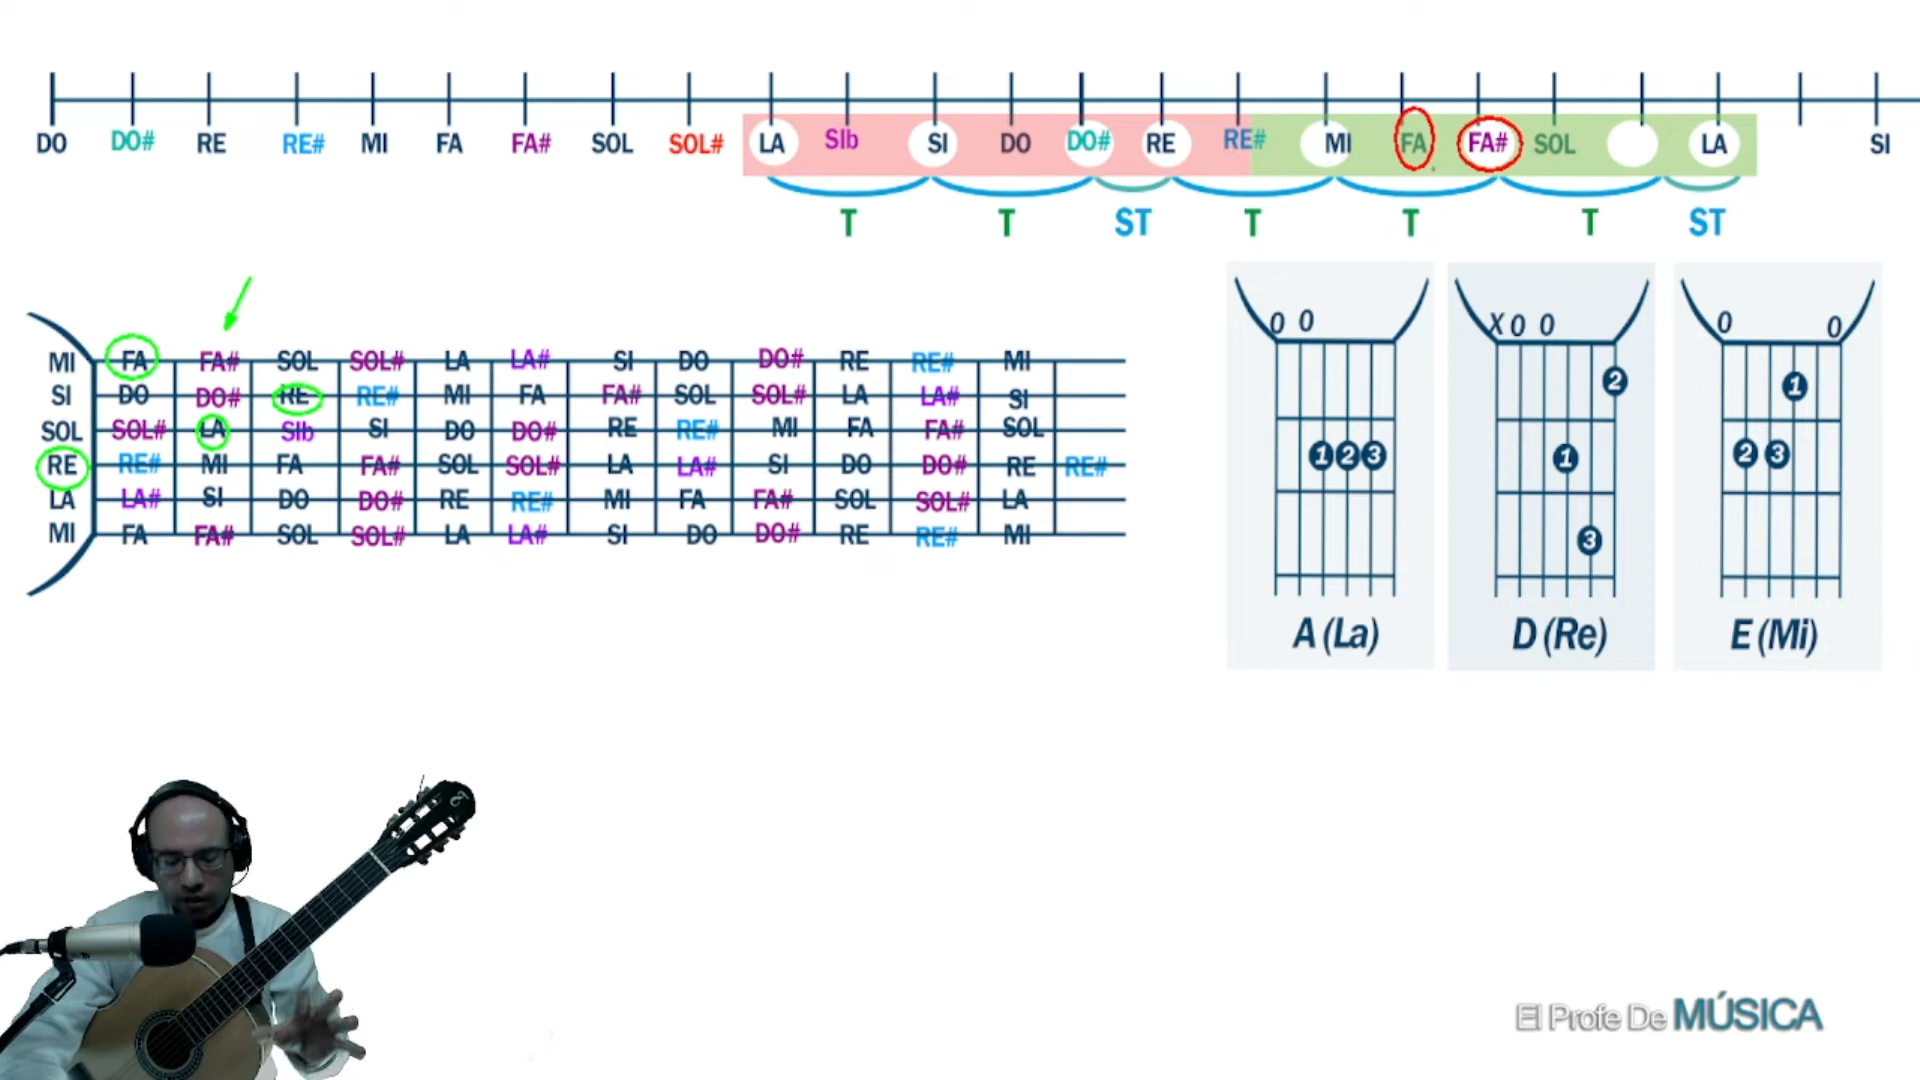 DO DO# RE RE# MI FA FA# SOL SOL# LA SIb SI DO DO# RE RE# MI FA FA# SOL LA SI
T T ST T T T ST
MI FA FA# SOL SOL# LA LA# SI DO DO# RE RE# MI
SI DO DO# RE RE# MI FA FA# SOL SOL# LA LA# SI
SOL SOL# LA SIb SI DO DO# RE RE# MI FA FA# SOL
RE RE# MI FA FA# SOL SOL# LA LA# SI DO DO# RE RE#
LA LA# SI DO DO# RE RE# MI FA FA# SOL SOL# LA
MI FA FA# SOL SOL# LA LA# SI DO DO# RE RE# MI
0 0
1 2 3
A (La)
X 0 0
2
1
3
D (Re)
0 0
1
2 3
E (Mi)
El Profe De MÚSICA